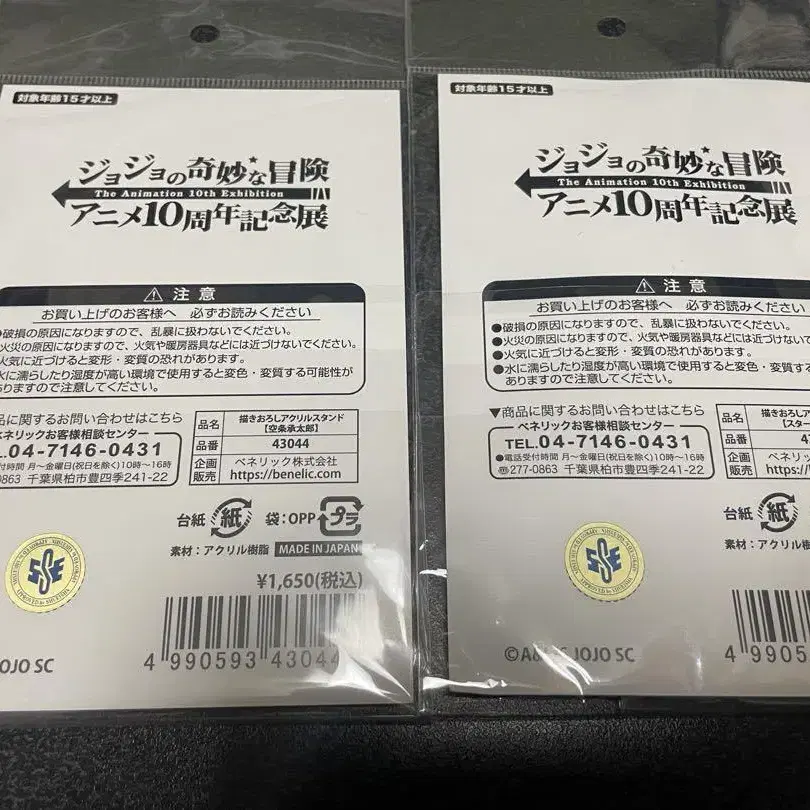 対象年齢15才以上
ジョジョの奇妙な冒険
The Animation 10th Exhibition
アニメ10周年記念展
注意
お買い上げのお客様へ 必ずお読みください
●破損の原因になりますので、乱暴に扱わないでください。
火災の原因になりますので、火気や暖房器具などには近づけないでください。
火気に近づけると変形・変質の恐れがあります。
水に濡らしたり湿度が高い環境で使用すると変色・変質する可能性が
ありますので注意してください。
品に関するお問い合わせはこちら
ベネリックお客様相談センター
.04-7146-0431
付時間 月〜金曜日(祝日を除く)10時〜16時
0863 千葉県柏市豊四季241-22
品名 描きおろしアクリルスタンド
【空条承太郎】
品番 43044
企画 ベネリック株式会社
販売 https://benelic.com
台紙 紙 袋:OPP プラ
素材:アクリル樹脂 MADE IN JAPAN
¥1,650(税込)
4 990593 43044
JOJO SC
対象年齢15才以上
ジョジョの奇妙な冒険
The Animation 10th Exhibition
アニメ10周年記念展
注意
お買い上げのお客様へ 必ずお読みください
●破損の原因になりますので、乱暴に扱わないでください。
●火災の原因になりますので、火気や暖房器具などには近づけない
●火気に近づけると変形・変質の恐れがあります。
●水に濡らしたり湿度が高い環境で使用すると変色・変質
ありますので注意してください。
▼商品に関するお問い合わせはこちら
ベネリックお客様相談センター
TEL.04-7146-0431
●電話受付時間 月〜金曜日(祝日を除く)10時〜16時
〒277-0863 千葉県柏市豊四季241-22
品名 描きおろしアク
【スター
品番 4
企画 ベネリッ
販売 https://
台紙 紙
素材:アクリル樹
4 9905
JOJO SC